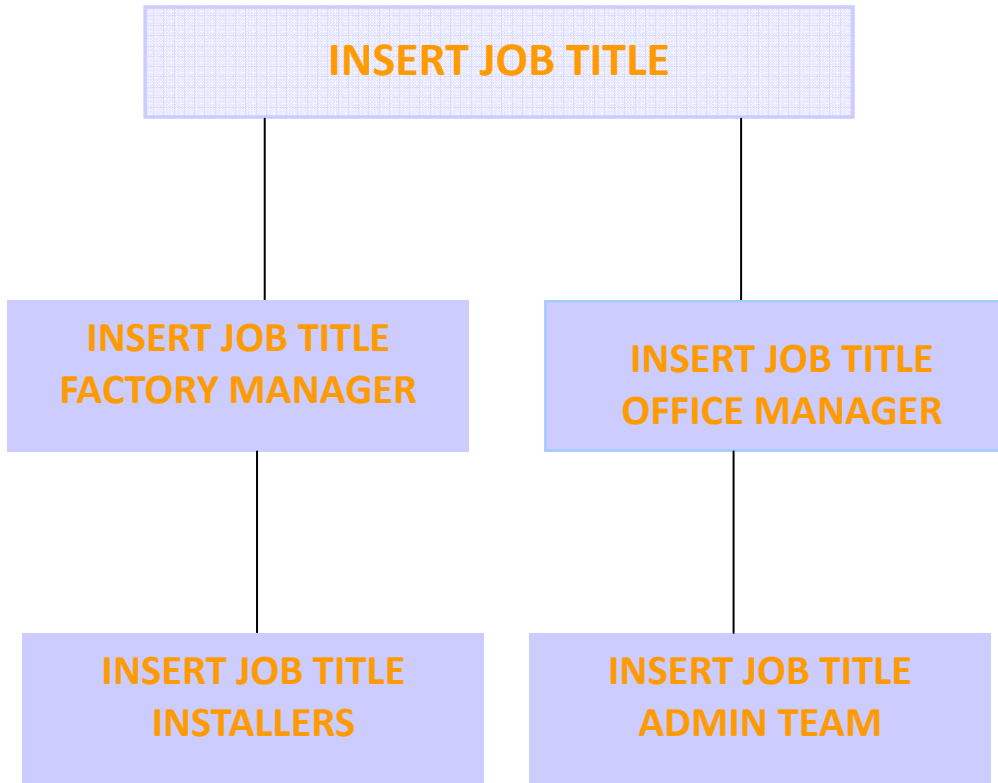 INSERT JOB TITLE
INSERT JOB TITLE
FACTORY MANAGER
INSERT JOB TITLE
OFFICE MANAGER
INSERT JOB TITLE
INSTALLERS
INSERT JOB TITLE
ADMIN TEAM